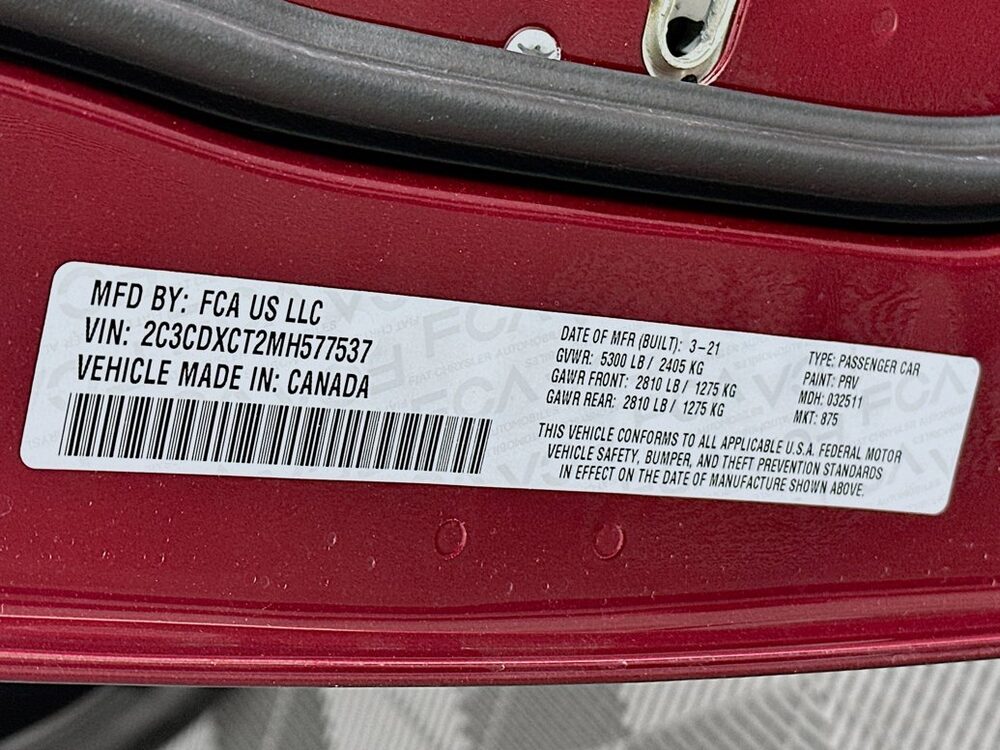 MFD BY: FCA US LLC
VIN: 2C3CDXCT2MH577537
VEHICLE MADE IN: CANADA
DATE OF MFR (BUILT): 3-21
GVWR: 5300 LB / 2405 KG
GAWR FRONT: 2810 LB / 1275 KG
GAWR REAR: 2810 LB / 1275 KG
TYPE: PASSENGER CAR
PAINT: PRV
MDH: 032511
MKT: 875
THIS VEHICLE CONFORMS TO ALL APPLICABLE U.S.A. FEDERAL MOTOR
VEHICLE SAFETY, BUMPER, AND THEFT PREVENTION STANDARDS
IN EFFECT ON THE DATE OF MANUFACTURE SHOWN ABOVE.